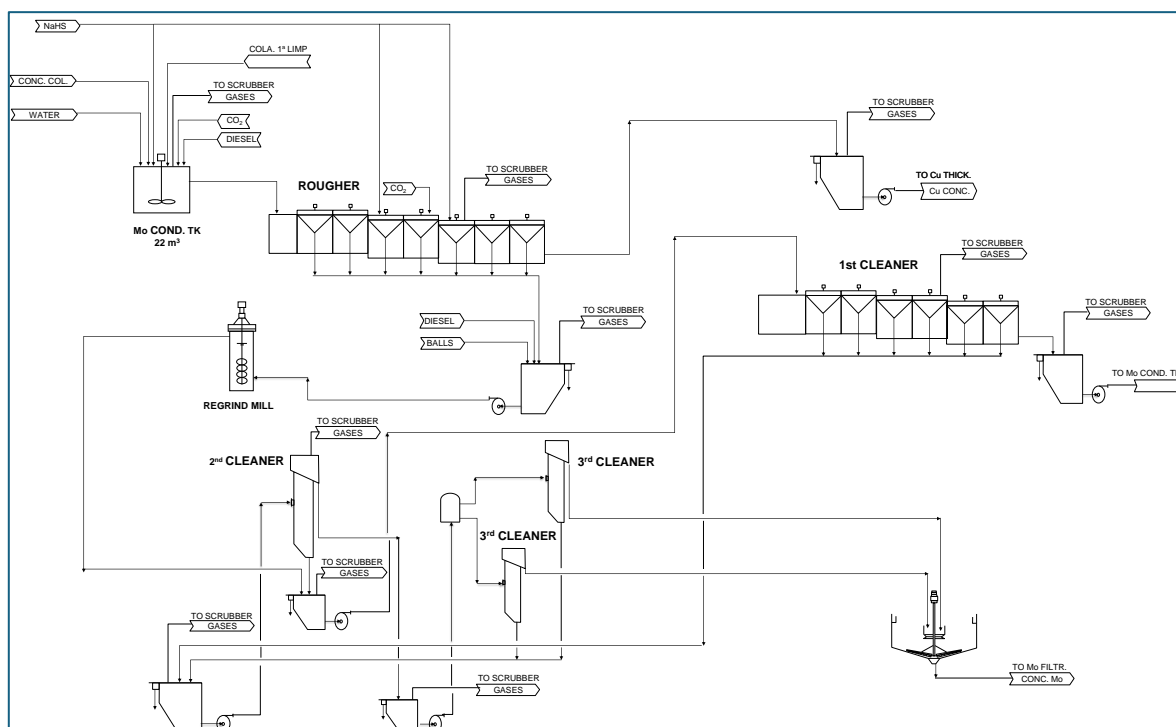 NaHS
COLA. 1ª LIMP
CONC. COL.
TO SCRUBBER
GASES
WATER
CO2
DIESEL
Mo COND. TK
22 m³
ROUGHER
CO2
TO SCRUBBER
GASES
TO SCRUBBER
GASES
TO Cu THICK.
Cu CONC.
1st CLEANER
TO SCRUBBER
GASES
TO SCRUBBER
GASES
TO Mo COND.
DIESEL
BALLS
TO SCRUBBER
GASES
REGRIND MILL
2nd CLEANER
TO SCRUBBER
GASES
3rd CLEANER
3rd CLEANER
TO SCRUBBER
GASES
TO SCRUBBER
GASES
TO SCRUBBER
GASES
TO Mo FILTR.
CONC. Mo